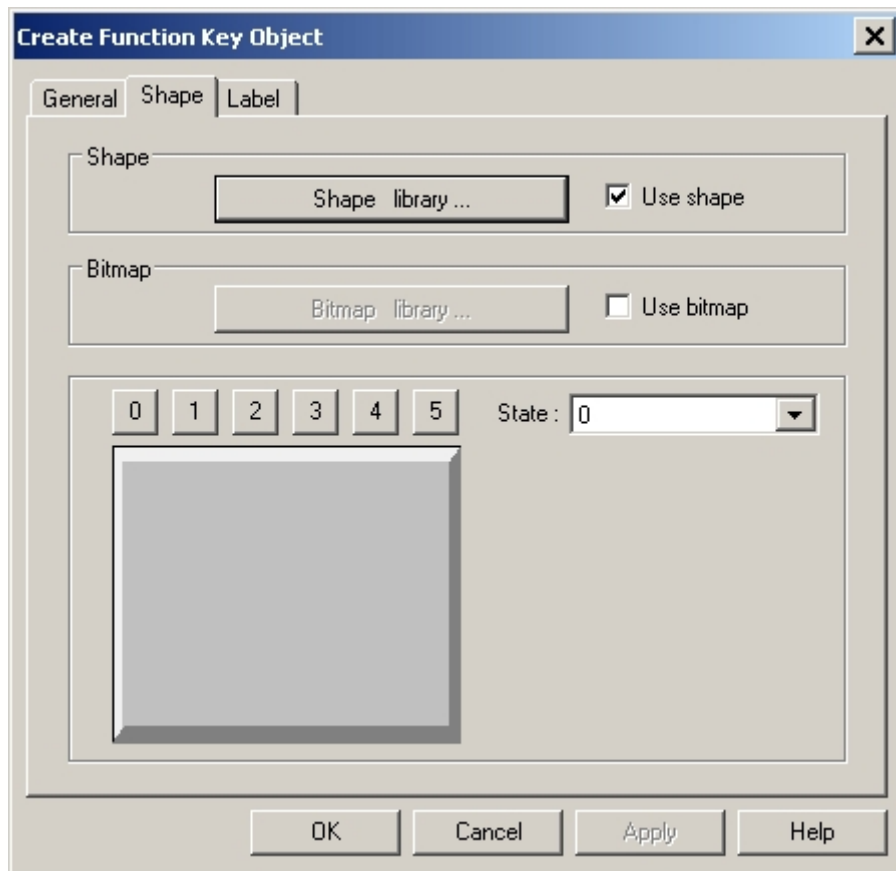 Create Function Key Object
General Shape Label
Shape
Shape library ...
Use shape
Bitmap
Bitmap library ...
Use bitmap
0 1 2 3 4 5 State : 0
OK Cancel Apply Help